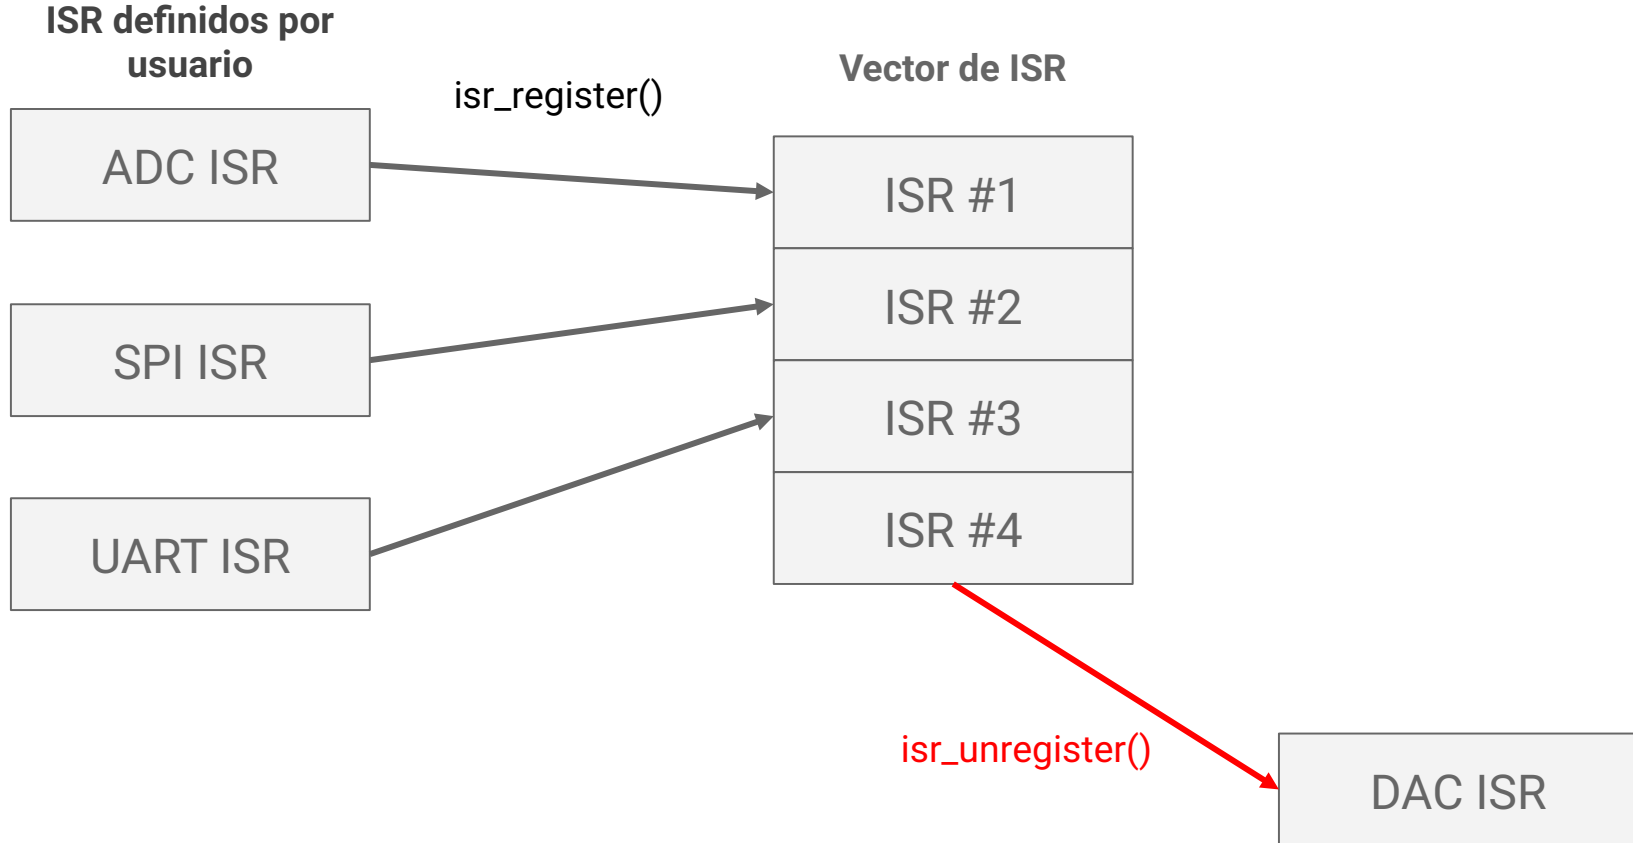 ISR definidos por
usuario
isr_register()
Vector de ISR
ADC ISR
SPI ISR
UART ISR
ISR #1
ISR #2
ISR #3
ISR #4
isr_unregister()
DAC ISR